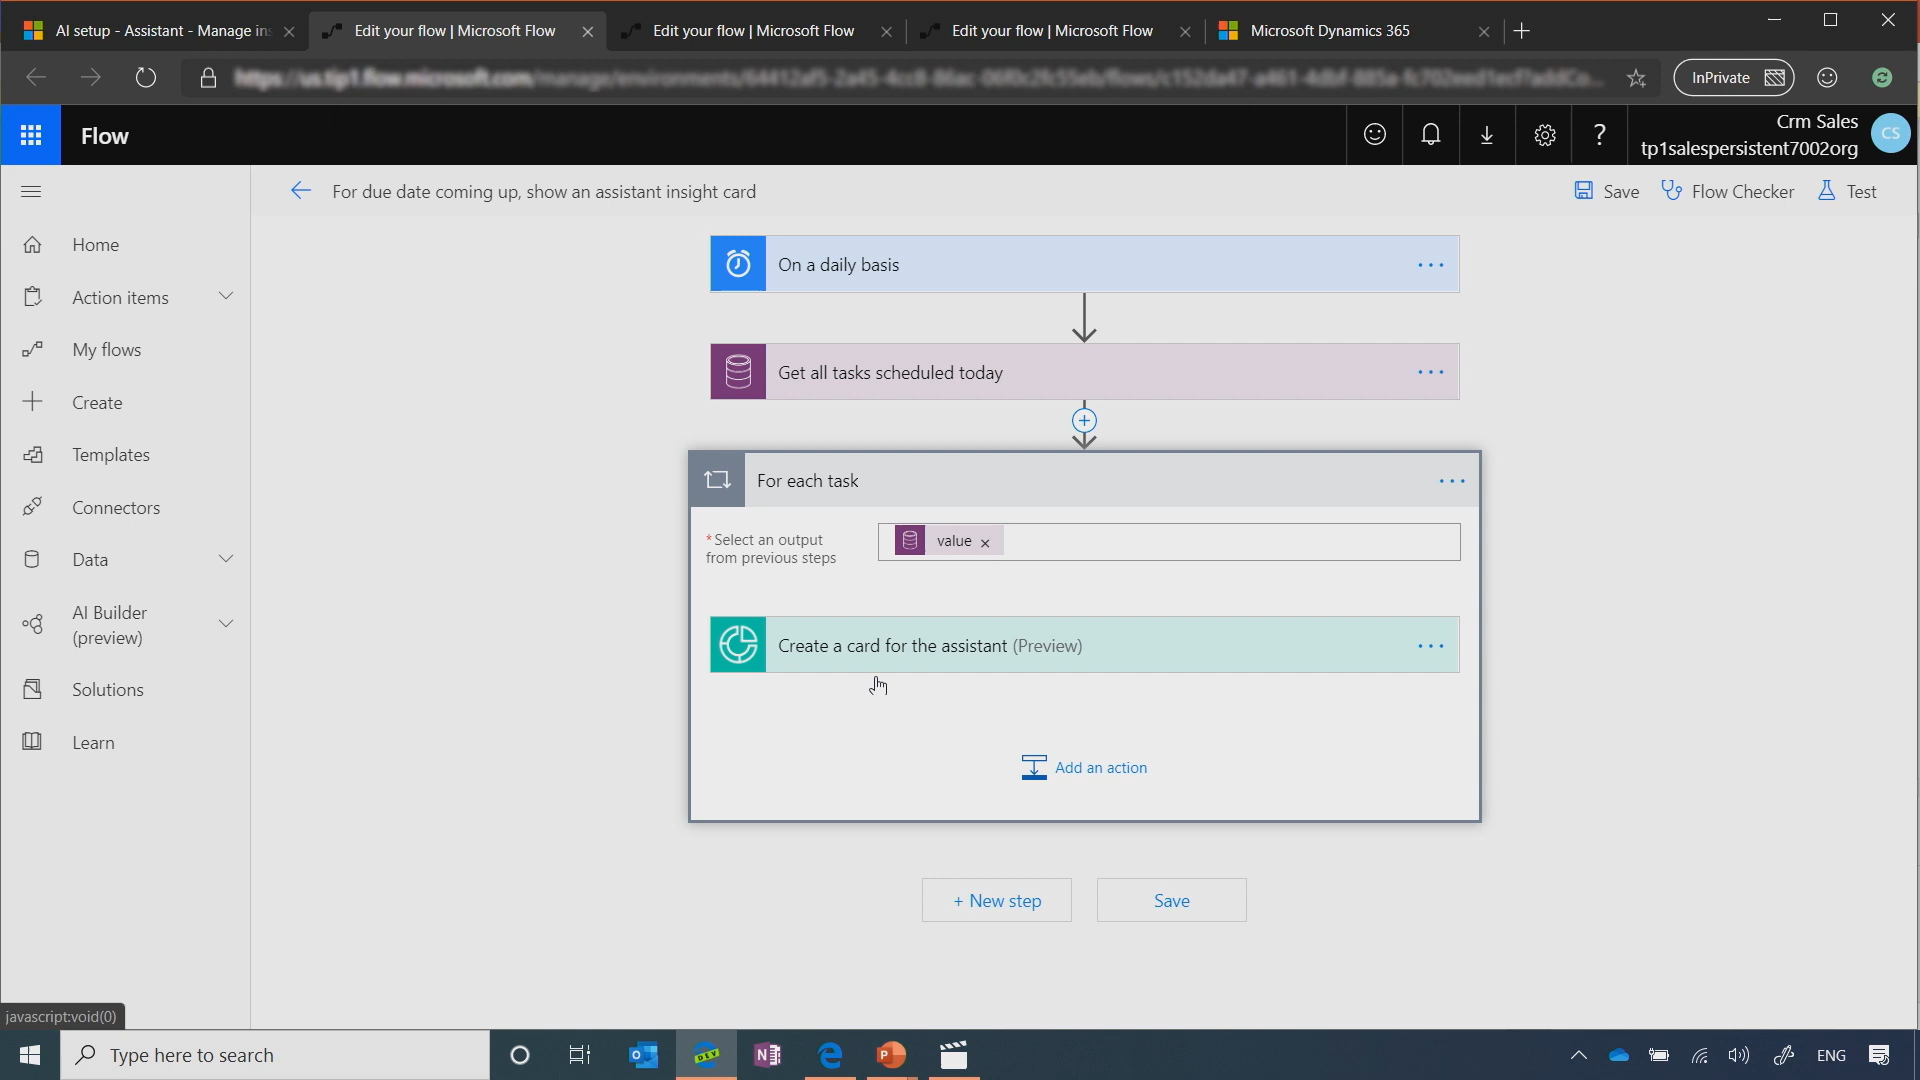 AI setup - Assistant - Manage in
Edit your flow | Microsoft Flow
Edit your flow | Microsoft Flow
Edit your flow | Microsoft Flow
Microsoft Dynamics 365
InPrivate
Flow
Crm Sales
tp1salespersistent7002org
CS
For due date coming up, show an assistant insight card
Save
Flow Checker
Test
Home
Action items
My flows
Create
Templates
Connectors
Data
AI Builder
(preview)
Solutions
Learn
On a daily basis
Get all tasks scheduled today
For each task
*Select an output
from previous steps
value
Create a card for the assistant (Preview)
Add an action
+ New step
Save
javascript:void(0)
Type here to search
DEV
ENG